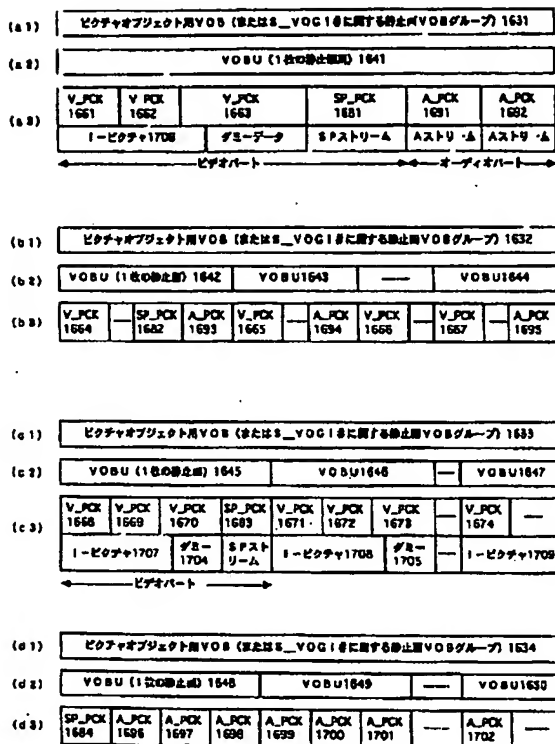 (a1) ピクチャオブジェクト用VOB (またはS__VOGI#に関する静止画VOBグループ) 1631
(a2) VOBU (1枚の静止画用) 1641
(a3) V_PCK 1661 V_PCK 1662 V_PCK 1663 SP_PCK 1681 A_PCK 1691 A_PCK 1692
I-ピクチャ1706 ダミーデータ SPストリーム Aストリ ム Aストリ ム
ビデオパート オーディオパート
(b1) ピクチャオブジェクト用VOB (またはS__VOGI#に関する静止画VOBグループ) 1632
(b2) VOBU (1枚の静止画) 1642 VOBU1643 — VOBU1644
(b3) V_PCK 1664 — SP_PCK 1682 A_PCK 1693 V_PCK 1665 — A_PCK 1694 V_PCK 1666 — V_PCK 1667 — A_PCK 1695
(c1) ピクチャオブジェクト用VOB (またはS__VOGI#に関する静止画VOBグループ) 1633
(c2) VOBU (1枚の静止画) 1645 VOBU1646 — VOBU1647
(c3) V_PCK 1668 V_PCK 1669 V_PCK 1670 SP_PCK 1683 V_PCK 1671 V_PCK 1672 V_PCK 1673 — V_PCK 1674 —
I-ピクチャ1707 ダミー 1704 SPストリーム I-ピクチャ1708 ダミー 1705 — I-ピクチャ1709
ビデオパート
(d1) ピクチャオブジェクト用VOB (またはS__VOGI#に関する静止画VOBグループ) 1634
(d2) VOBU (1枚の静止画) 1648 VOBU1649 — VOBU1650
(d3) SP_PCK 1684 A_PCK 1696 A_PCK 1697 A_PCK 1698 A_PCK 1699 A_PCK 1700 A_PCK 1701 — A_PCK 1702 —